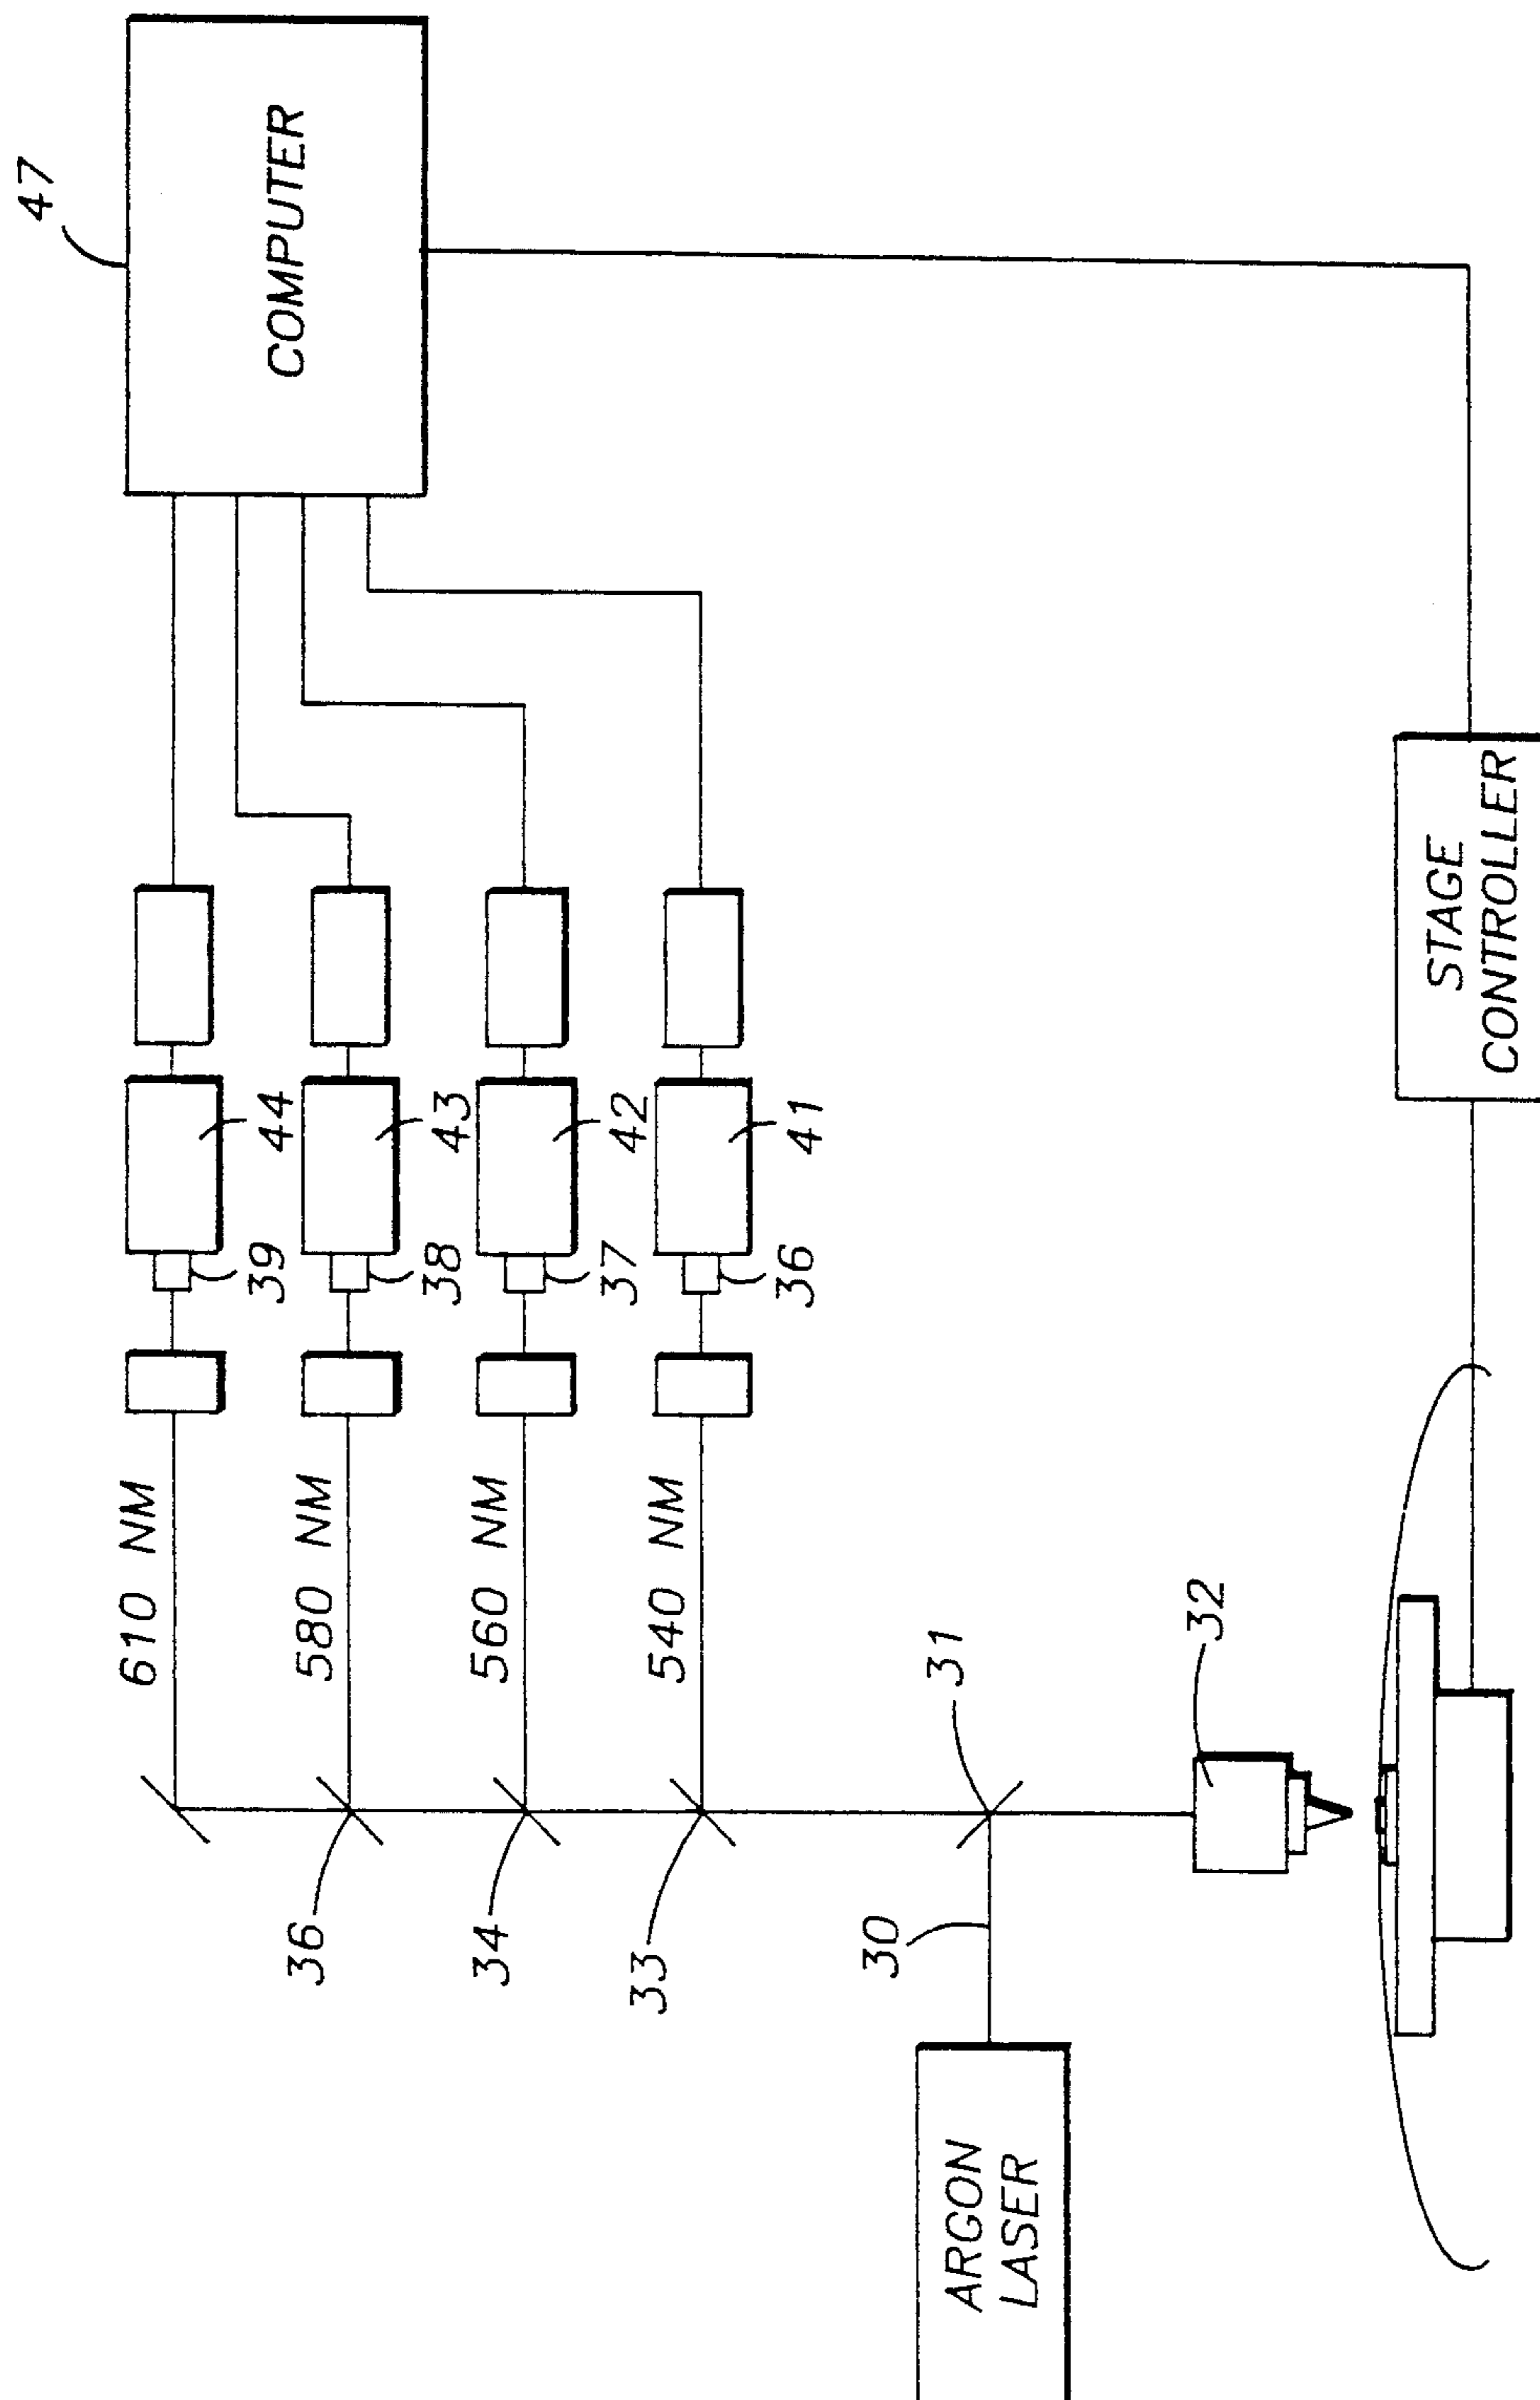 47
COMPUTER
44
43
42
41
39
38
37
36
610 NM
580 NM
560 NM
540 NM
36
34
33
31
32
30
ARGON
LASER
STAGE
CONTROLLER